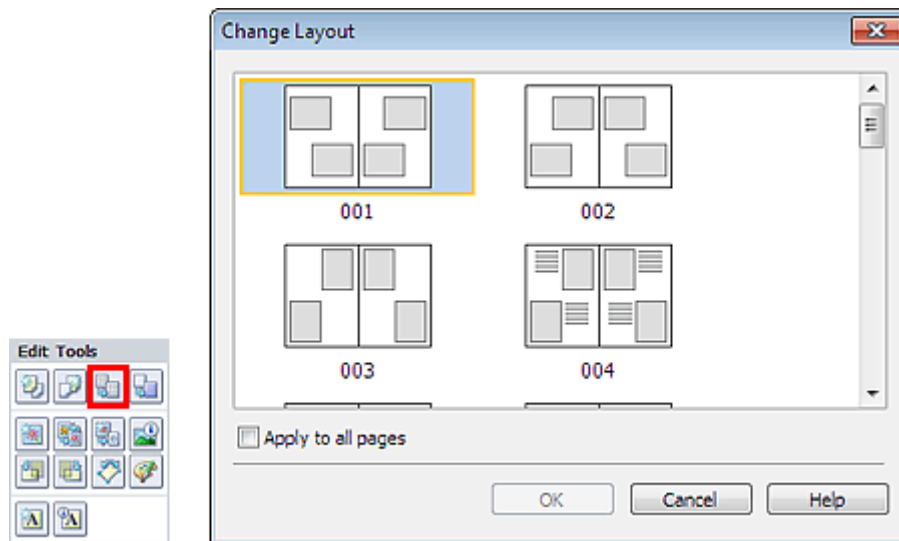 Change Layout
001
002
003
004
Edit Tools
Apply to all pages
OK
Cancel
Help